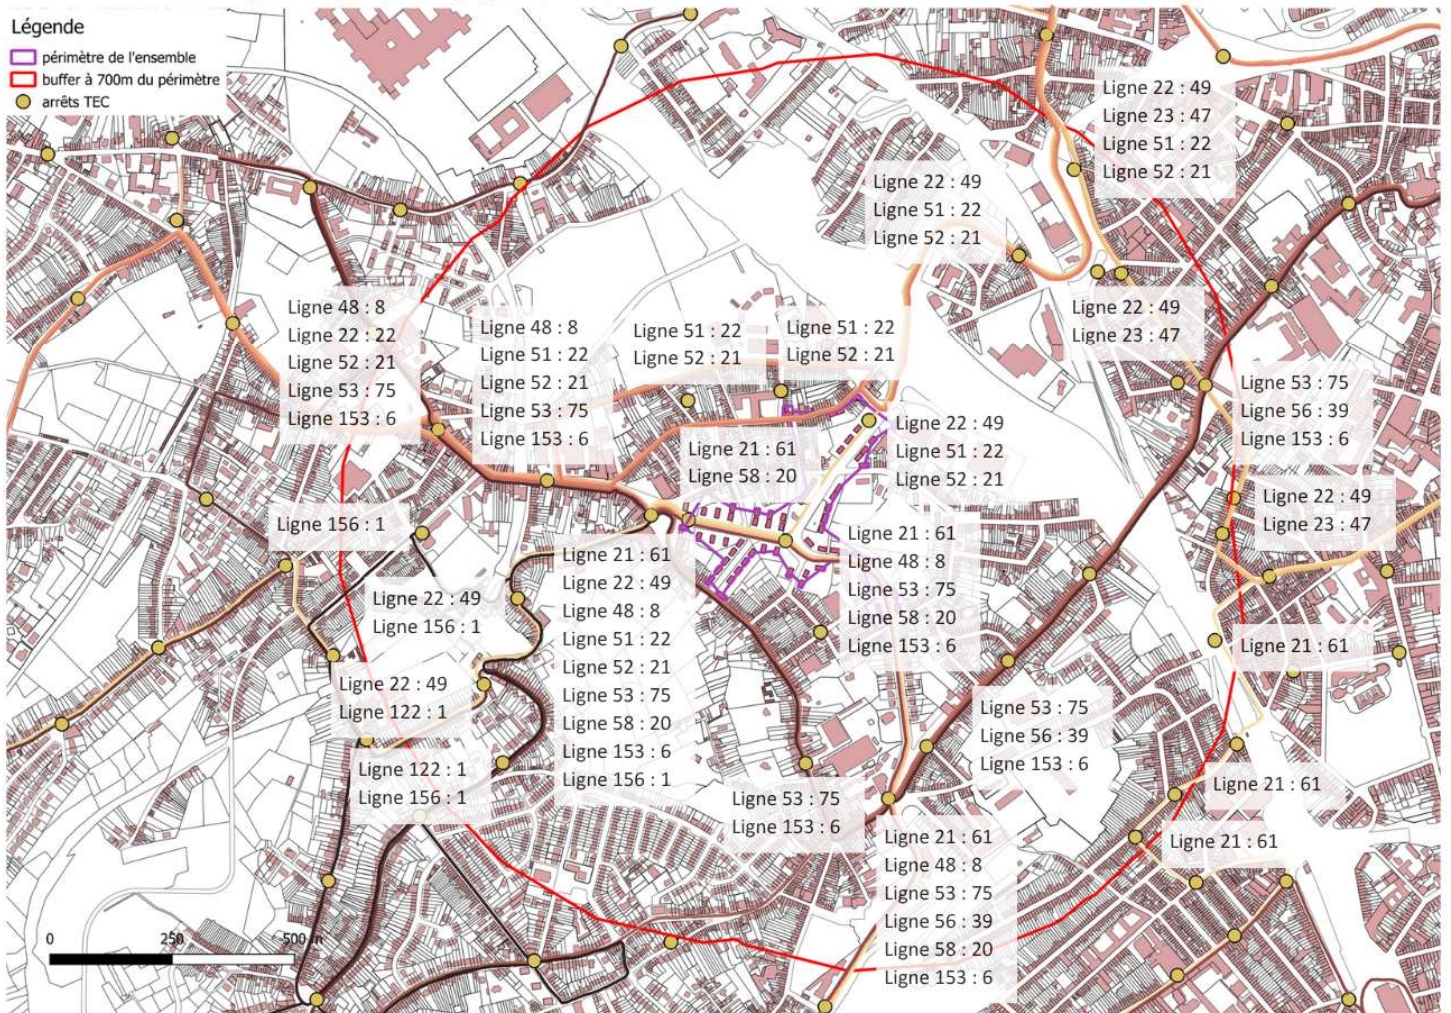 Légende
périmètre de l'ensemble
buffer à 700m du périmètre
arrêts TEC
Ligne 22 : 49
Ligne 23 : 47
Ligne 51 : 22
Ligne 52 : 21
Ligne 22 : 49
Ligne 51 : 22
Ligne 52 : 21
Ligne 48 : 8
Ligne 22 : 22
Ligne 52 : 21
Ligne 53 : 75
Ligne 153 : 6
Ligne 48 : 8
Ligne 51 : 22
Ligne 52 : 21
Ligne 53 : 75
Ligne 153 : 6
Ligne 51 : 22
Ligne 52 : 21
Ligne 51 : 22
Ligne 52 : 21
Ligne 22 : 49
Ligne 23 : 47
Ligne 53 : 75
Ligne 56 : 39
Ligne 153 : 6
Ligne 21 : 61
Ligne 58 : 20
Ligne 22 : 49
Ligne 51 : 22
Ligne 52 : 21
Ligne 22 : 49
Ligne 23 : 47
Ligne 156 : 1
Ligne 21 : 61
Ligne 22 : 49
Ligne 48 : 8
Ligne 51 : 22
Ligne 52 : 21
Ligne 53 : 75
Ligne 58 : 20
Ligne 153 : 6
Ligne 156 : 1
Ligne 21 : 61
Ligne 48 : 8
Ligne 53 : 75
Ligne 58 : 20
Ligne 153 : 6
Ligne 22 : 49
Ligne 156 : 1
Ligne 21 : 61
Ligne 22 : 49
Ligne 122 : 1
Ligne 53 : 75
Ligne 56 : 39
Ligne 153 : 6
Ligne 122 : 1
Ligne 156 : 1
Ligne 53 : 75
Ligne 153 : 6
Ligne 21 : 61
Ligne 21 : 61
Ligne 21 : 61
Ligne 48 : 8
Ligne 53 : 75
Ligne 56 : 39
Ligne 58 : 20
Ligne 153 : 6
0 250 500 m